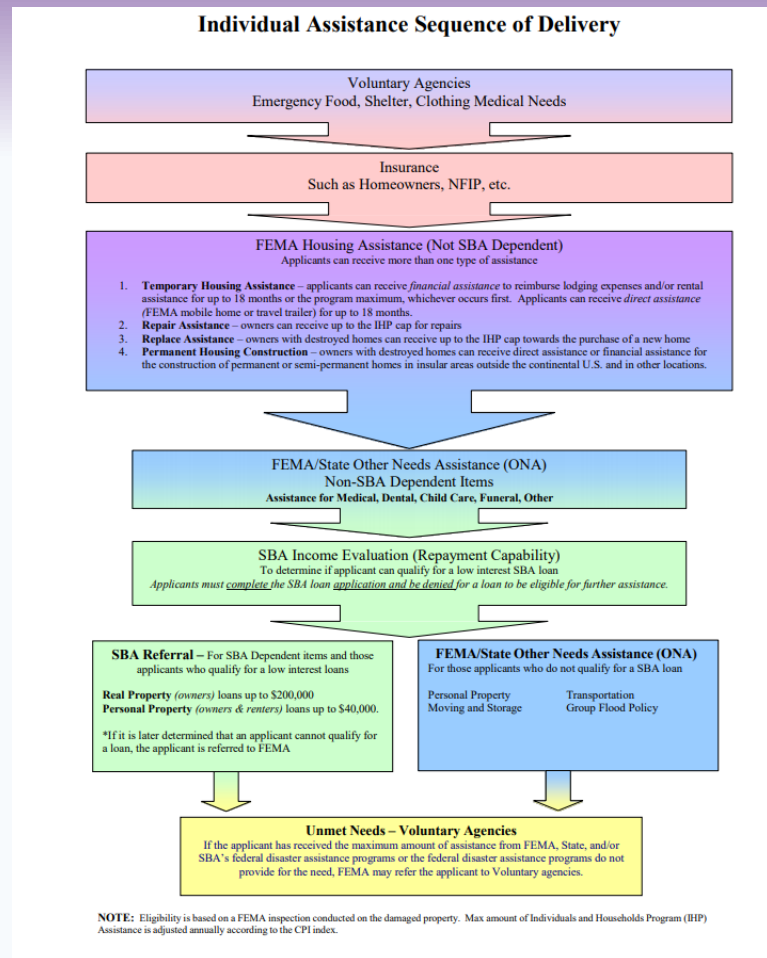 Individual Assistance Sequence of Delivery
Voluntary Agencies
Emergency Food, Shelter, Clothing Medical Needs
Insurance
Such as Homeowners, NFIP, etc.
FEMA Housing Assistance (Not SBA Dependent)
Applicants can receive more than one type of assistance
1. Temporary Housing Assistance – applicants can receive financial assistance to reimburse lodging expenses and/or rental
assistance for up to 18 months or the program maximum, whichever occurs first. Applicants can receive direct assistance
(FEMA mobile home or travel trailer) for up to 18 months.
2. Repair Assistance – owners can receive up to the IHP cap for repairs
3. Replace Assistance – owners with destroyed homes can receive up to the IHP cap towards the purchase of a new home
4. Permanent Housing Construction – owners with destroyed homes can receive direct assistance or financial assistance for
the construction of permanent or semi-permanent homes in insular areas outside the continental U.S. and in other locations.
FEMA/State Other Needs Assistance (ONA)
Non-SBA Dependent Items
Assistance for Medical, Dental, Child Care, Funeral, Other
SBA Income Evaluation (Repayment Capability)
To determine if applicant can qualify for a low interest SBA loan
Applicants must complete the SBA loan application and be denied for a loan to be eligible for further assistance.
SBA Referral – For SBA Dependent items and those
applicants who qualify for a low interest loans
Real Property (owners) loans up to $200,000
Personal Property (owners & renters) loans up to $40,000.
*If it is later determined that an applicant cannot qualify for
a loan, the applicant is referred to FEMA
FEMA/State Other Needs Assistance (ONA)
For those applicants who do not qualify for a SBA loan
Personal Property Transportation
Moving and Storage Group Flood Policy
Unmet Needs – Voluntary Agencies
If the applicant has received the maximum amount of assistance from FEMA, State, and/or
SBA's federal disaster assistance programs or the federal disaster assistance programs do not
provide for the need, FEMA may refer the applicant to Voluntary agencies.
NOTE: Eligibility is based on a FEMA inspection conducted on the damaged property. Max amount of Individuals and Households Program (IHP)
Assistance is adjusted annually according to the CPI index.